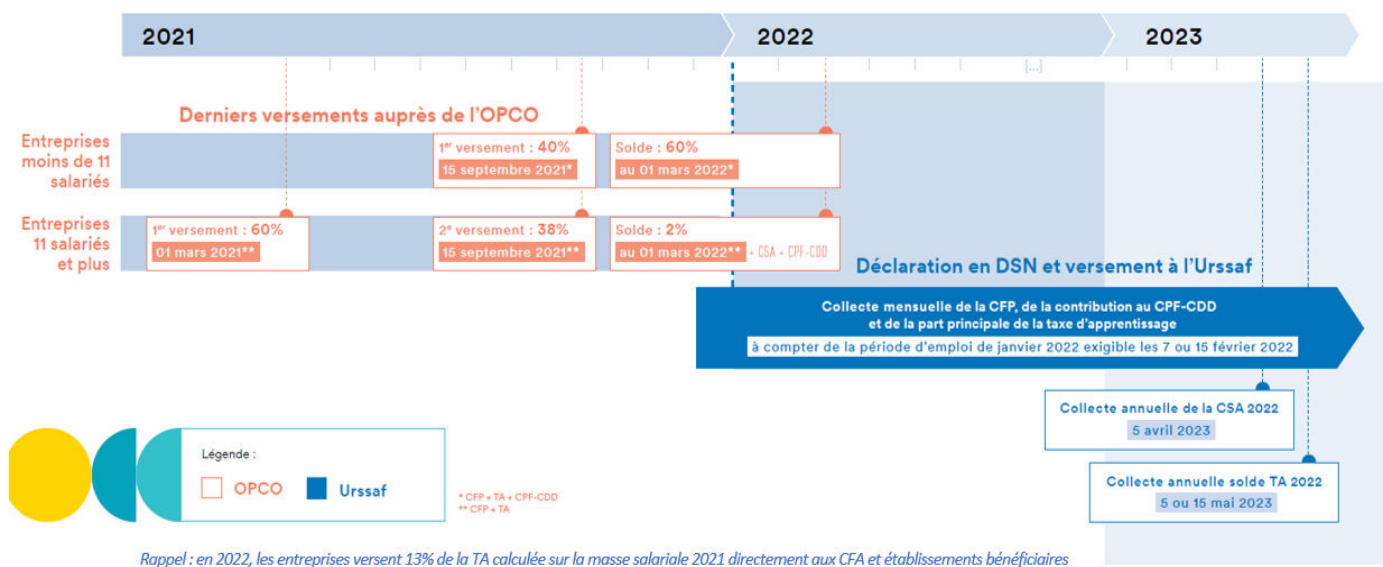 2021
2022
2023
[...]
Derniers versements auprès de l'OPCO
Entreprises
moins de 11
salariés
1er versement : 40%
15 septembre 2021*
Solde : 60%
au 01 mars 2022*
Entreprises
11 salariés
et plus
1er versement : 60%
01 mars 2021**
2e versement : 38%
15 septembre 2021**
Solde : 2%
au 01 mars 2022** + CSA + CPF-CDD
Déclaration en DSN et versement à l'Urssaf
Collecte mensuelle de la CFP, de la contribution au CPF-CDD
et de la part principale de la taxe d'apprentissage
à compter de la période d'emploi de janvier 2022 exigible les 7 ou 15 février 2022
Collecte annuelle de la CSA 2022
5 avril 2023
Collecte annuelle solde TA 2022
5 ou 15 mai 2023
Légende :
OPCO
Urssaf
* CFP + TA + CPF-CDD
** CFP + TA
Rappel : en 2022, les entreprises versent 13% de la TA calculée sur la masse salariale 2021 directement aux CFA et établissements bénéficiaires